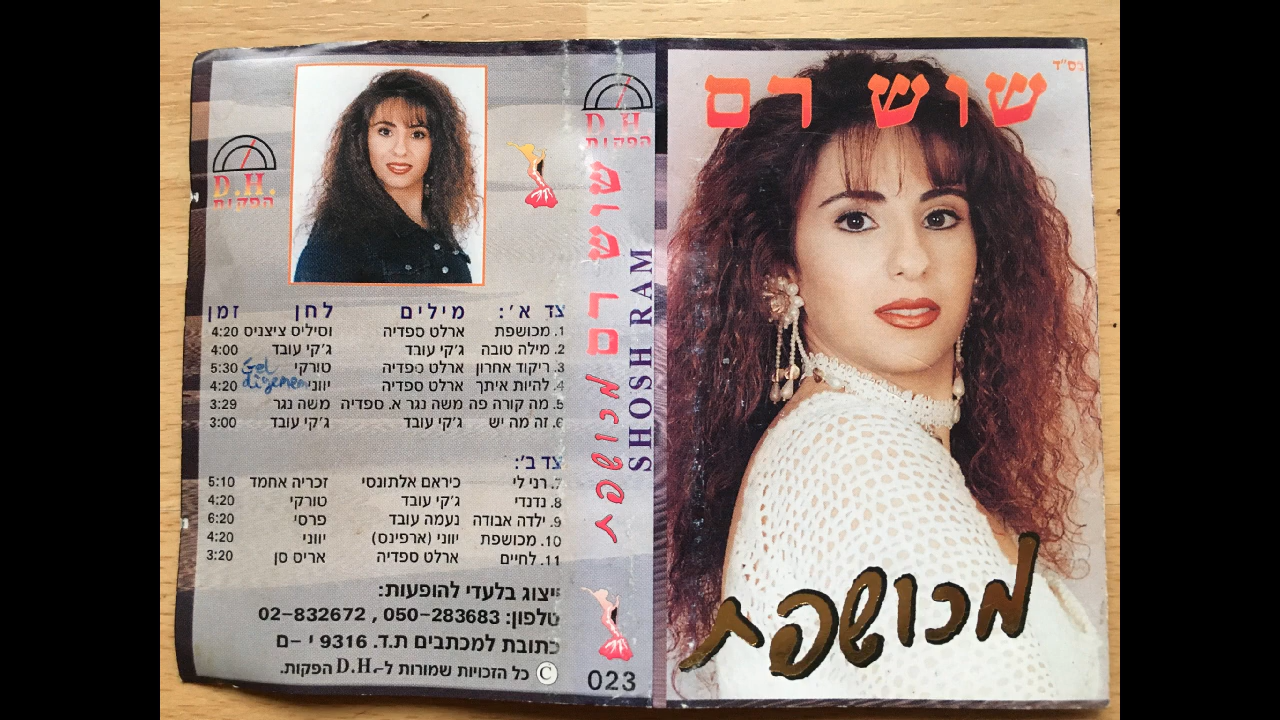 בס"ד
שוש רם
מכושפת
D.H.
הפקות
שוש רם
מכושפת
SHOSH RAM
023
D.H.
הפקות
צד א': מילים לחן זמן
1. מכושפת ארלט ספדיה וסיליס ציצניס 4:20
2. מילה טובה ג'קי עובד ג'קי עובד 4:00
3. ריקוד אחרון ארלט ספדיה טורקי 5:30
Gel
4. להיות איתך ארלט ספדיה יווני 4:20
5. מה קורה פה משה נגר א. ספדיה משה נגר 3:29
6. זה מה יש ג'קי עובד ג'קי עובד 3:00
צד ב':
7. רני לי כיראם אלתונסי זכריה אחמד 5:10
8. נדנדי ג'קי עובד טורקי 4:20
9. ילדה אבודה נעמה עובד פרסי 6:20
10. מכושפת יווני (ארפינס) יווני 4:20
11. לחיים ארלט ספדיה אריס סן 3:20
ייצוג בלעדי להופעות:
טלפון: 050-283683 , 02-832672
כתובת למכתבים ת.ד. 9316 י-ם
© כל הזכויות שמורות ל-D.H. הפקות.